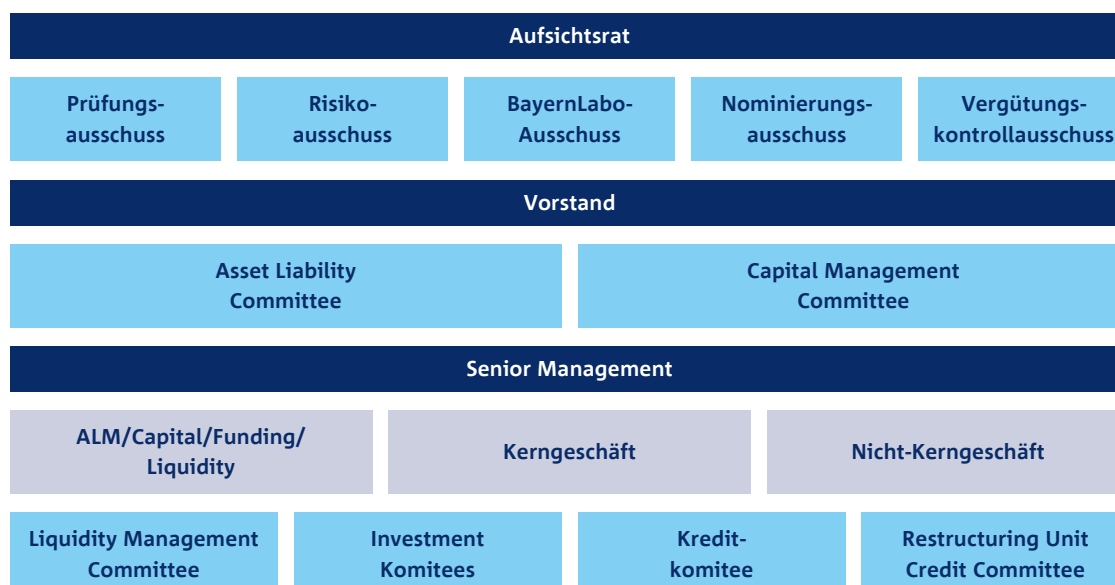 Aufsichtsrat
Prüfungs-
ausschuss
Risiko-
ausschuss
BayernLabo-
Ausschuss
Nominierungs-
ausschuss
Vergütungs-
kontrollausschuss
Vorstand
Asset Liability
Committee
Capital Management
Committee
Senior Management
ALM/Capital/Funding/
Liquidity
Kerngeschäft
Nicht-Kerngeschäft
Liquidity Management
Committee
Investment
Komitees
Kredit-
komitee
Restructuring Unit
Credit Committee